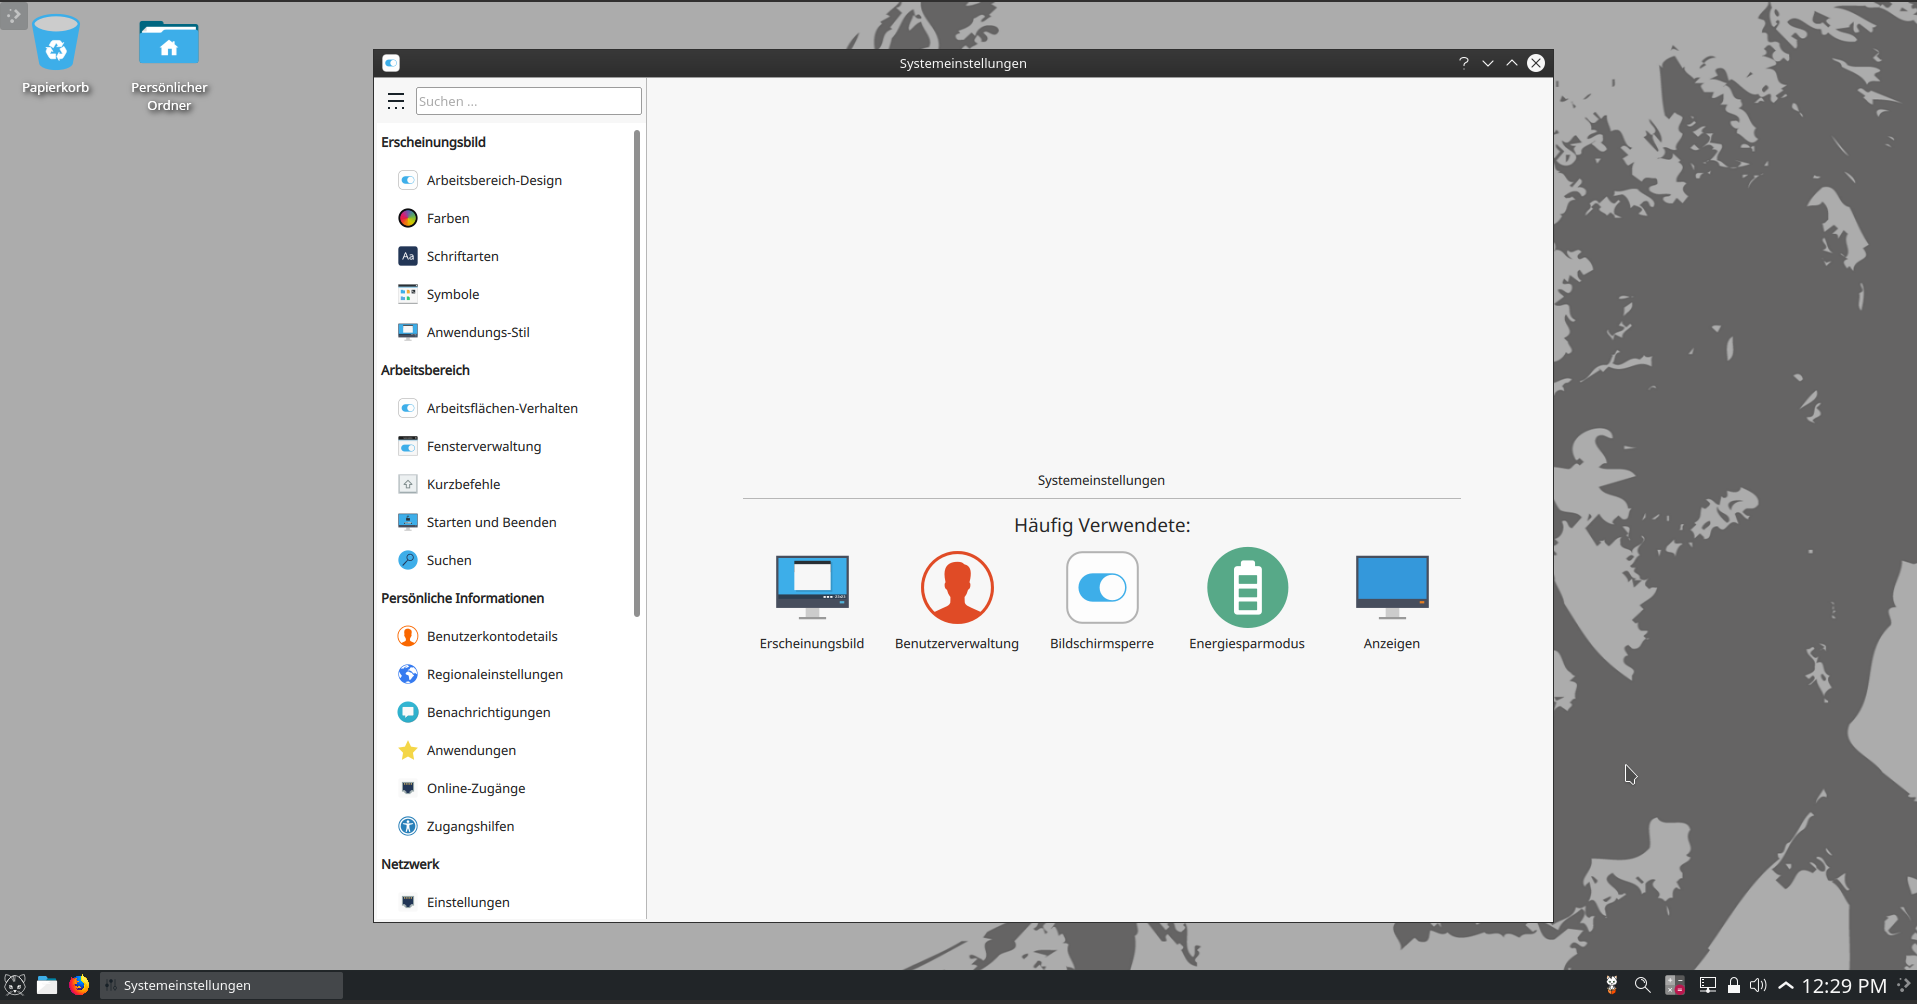 Papierkorb
Persönlicher
Ordner
Systemeinstellungen
?
Suchen ...
Erscheinungsbild
Arbeitsbereich-Design
Farben
Aa
Schriftarten
Symbole
Anwendungs-Stil
Arbeitsbereich
Arbeitsflächen-Verhalten
Fensterverwaltung
Kurzbefehle
Starten und Beenden
Suchen
Persönliche Informationen
Benutzerkontodetails
Regionaleinstellungen
Benachrichtigungen
Anwendungen
Online-Zugänge
Zugangshilfen
Netzwerk
Einstellungen
Systemeinstellungen
Häufig Verwendete:
Erscheinungsbild
Benutzerverwaltung
Bildschirmsperre
Energiesparmodus
Anzeigen
Systemeinstellungen
12:29 PM